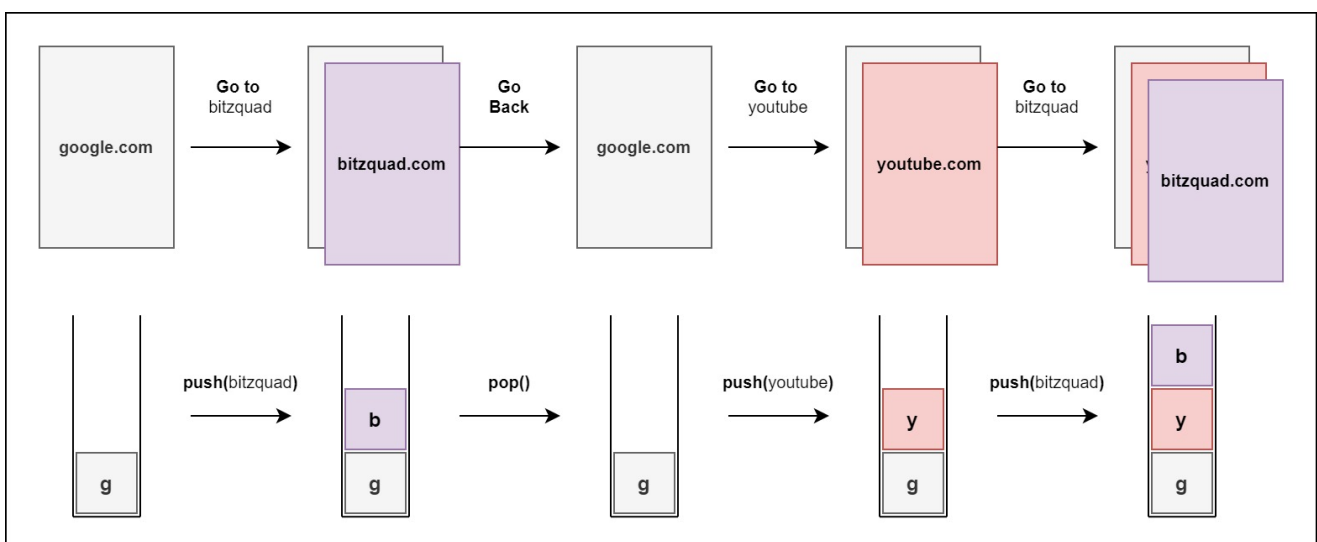 google.com
Go to
bitzquad
bitzquad.com
Go
Back
google.com
Go to
youtube
youtube.com
Go to
bitzquad
y
bitzquad.com
g
push(bitzquad)
b
g
pop()
g
push(youtube)
y
g
push(bitzquad)
b
y
g